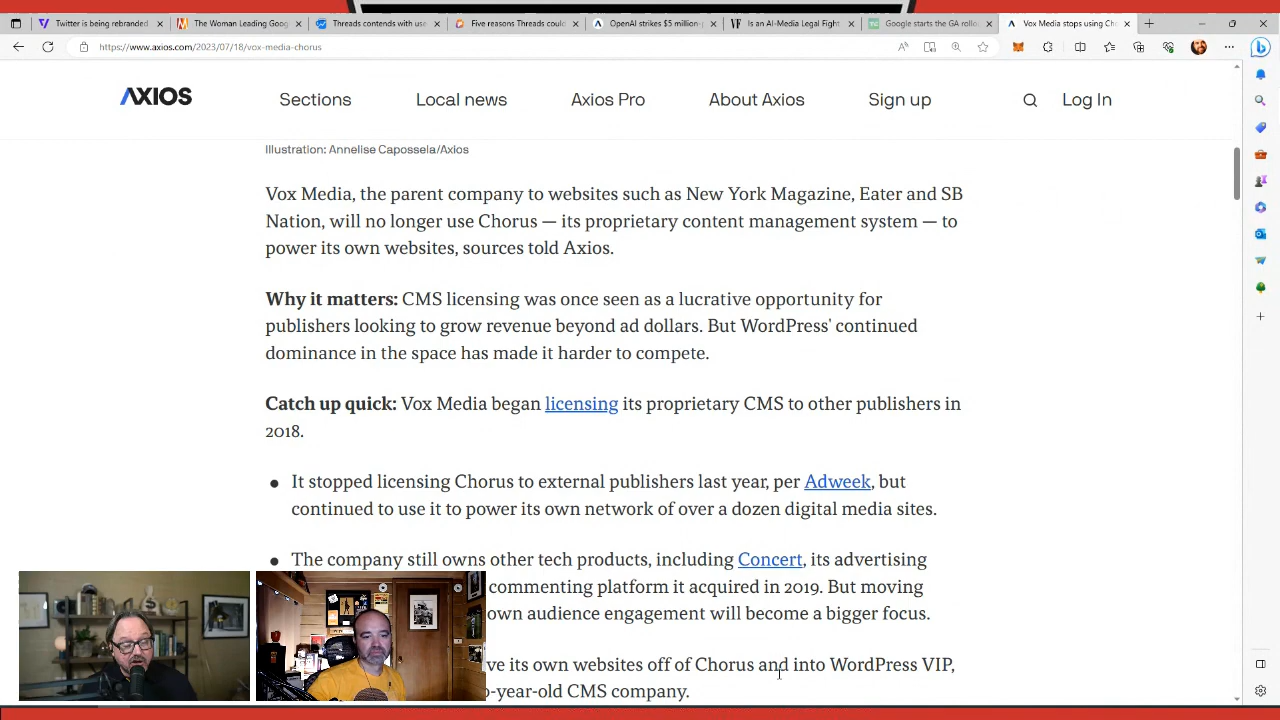 Twitter is being rebranded
The Woman Leading Goog
Threads contends with use
Five reasons Threads could
OpenAI strikes $5 million-
Is an AI-Media Legal Fight
Google starts the GA rollo
Vox Media stops using Cho
https://www.axios.com/2023/07/18/vox-media-chorus
AXIOS
Sections
Local news
Axios Pro
About Axios
Sign up
Log In
Illustration: Annelise Capossela/Axios
Vox Media, the parent company to websites such as New York Magazine, Eater and SB
Nation, will no longer use Chorus — its proprietary content management system — to
power its own websites, sources told Axios.
Why it matters: CMS licensing was once seen as a lucrative opportunity for
publishers looking to grow revenue beyond ad dollars. But WordPress' continued
dominance in the space has made it harder to compete.
Catch up quick: Vox Media began licensing its proprietary CMS to other publishers in
2018.
● It stopped licensing Chorus to external publishers last year, per Adweek, but
continued to use it to power its own network of over a dozen digital media sites.
● The company still owns other tech products, including Concert, its advertising
commenting platform it acquired in 2019. But moving
own audience engagement will become a bigger focus.
ve its own websites off of Chorus and into WordPress VIP,
-year-old CMS company.